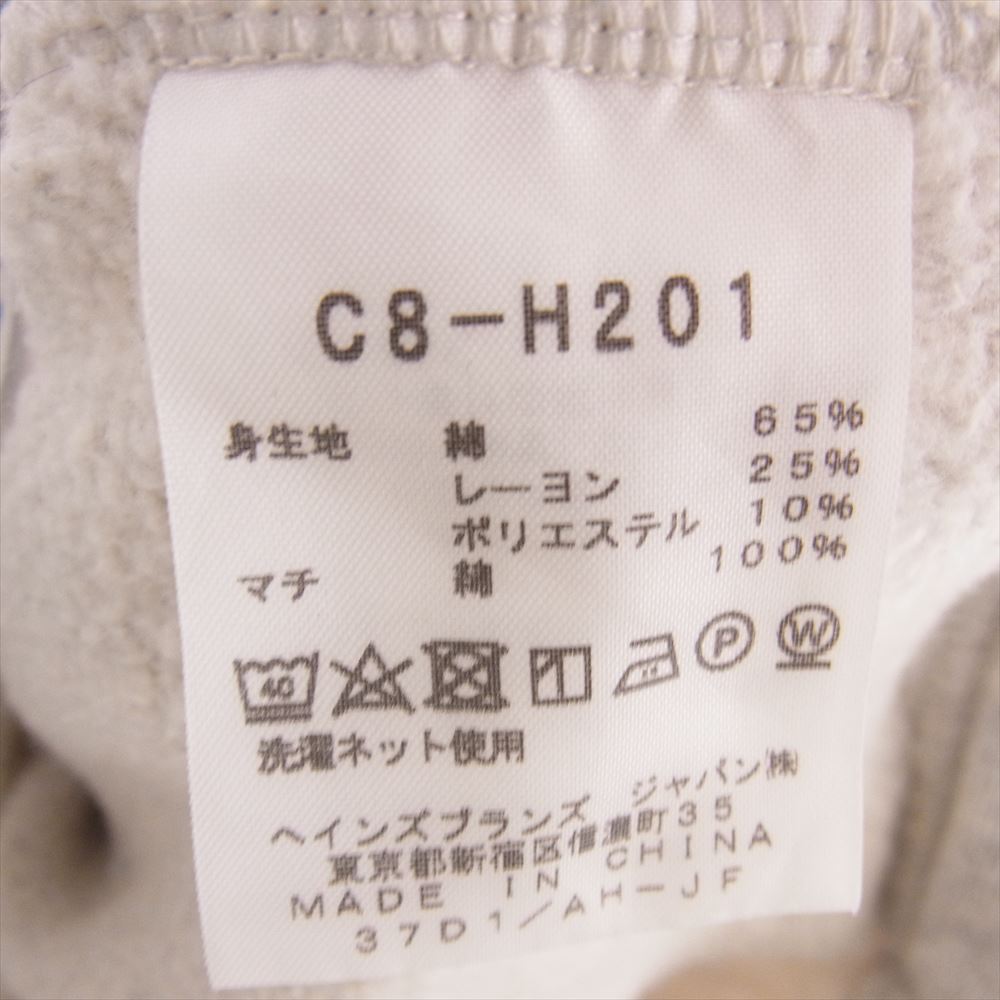 C8-H201
身生地 綿 65%
レーヨン 25%
ポリエステル 10%
マチ 綿 100%
40 P W
洗濯ネット使用
ヘインズブランズ ジャパン㈱
東京都新宿区信濃町35
MADE IN CHINA
37D1/AH-JF